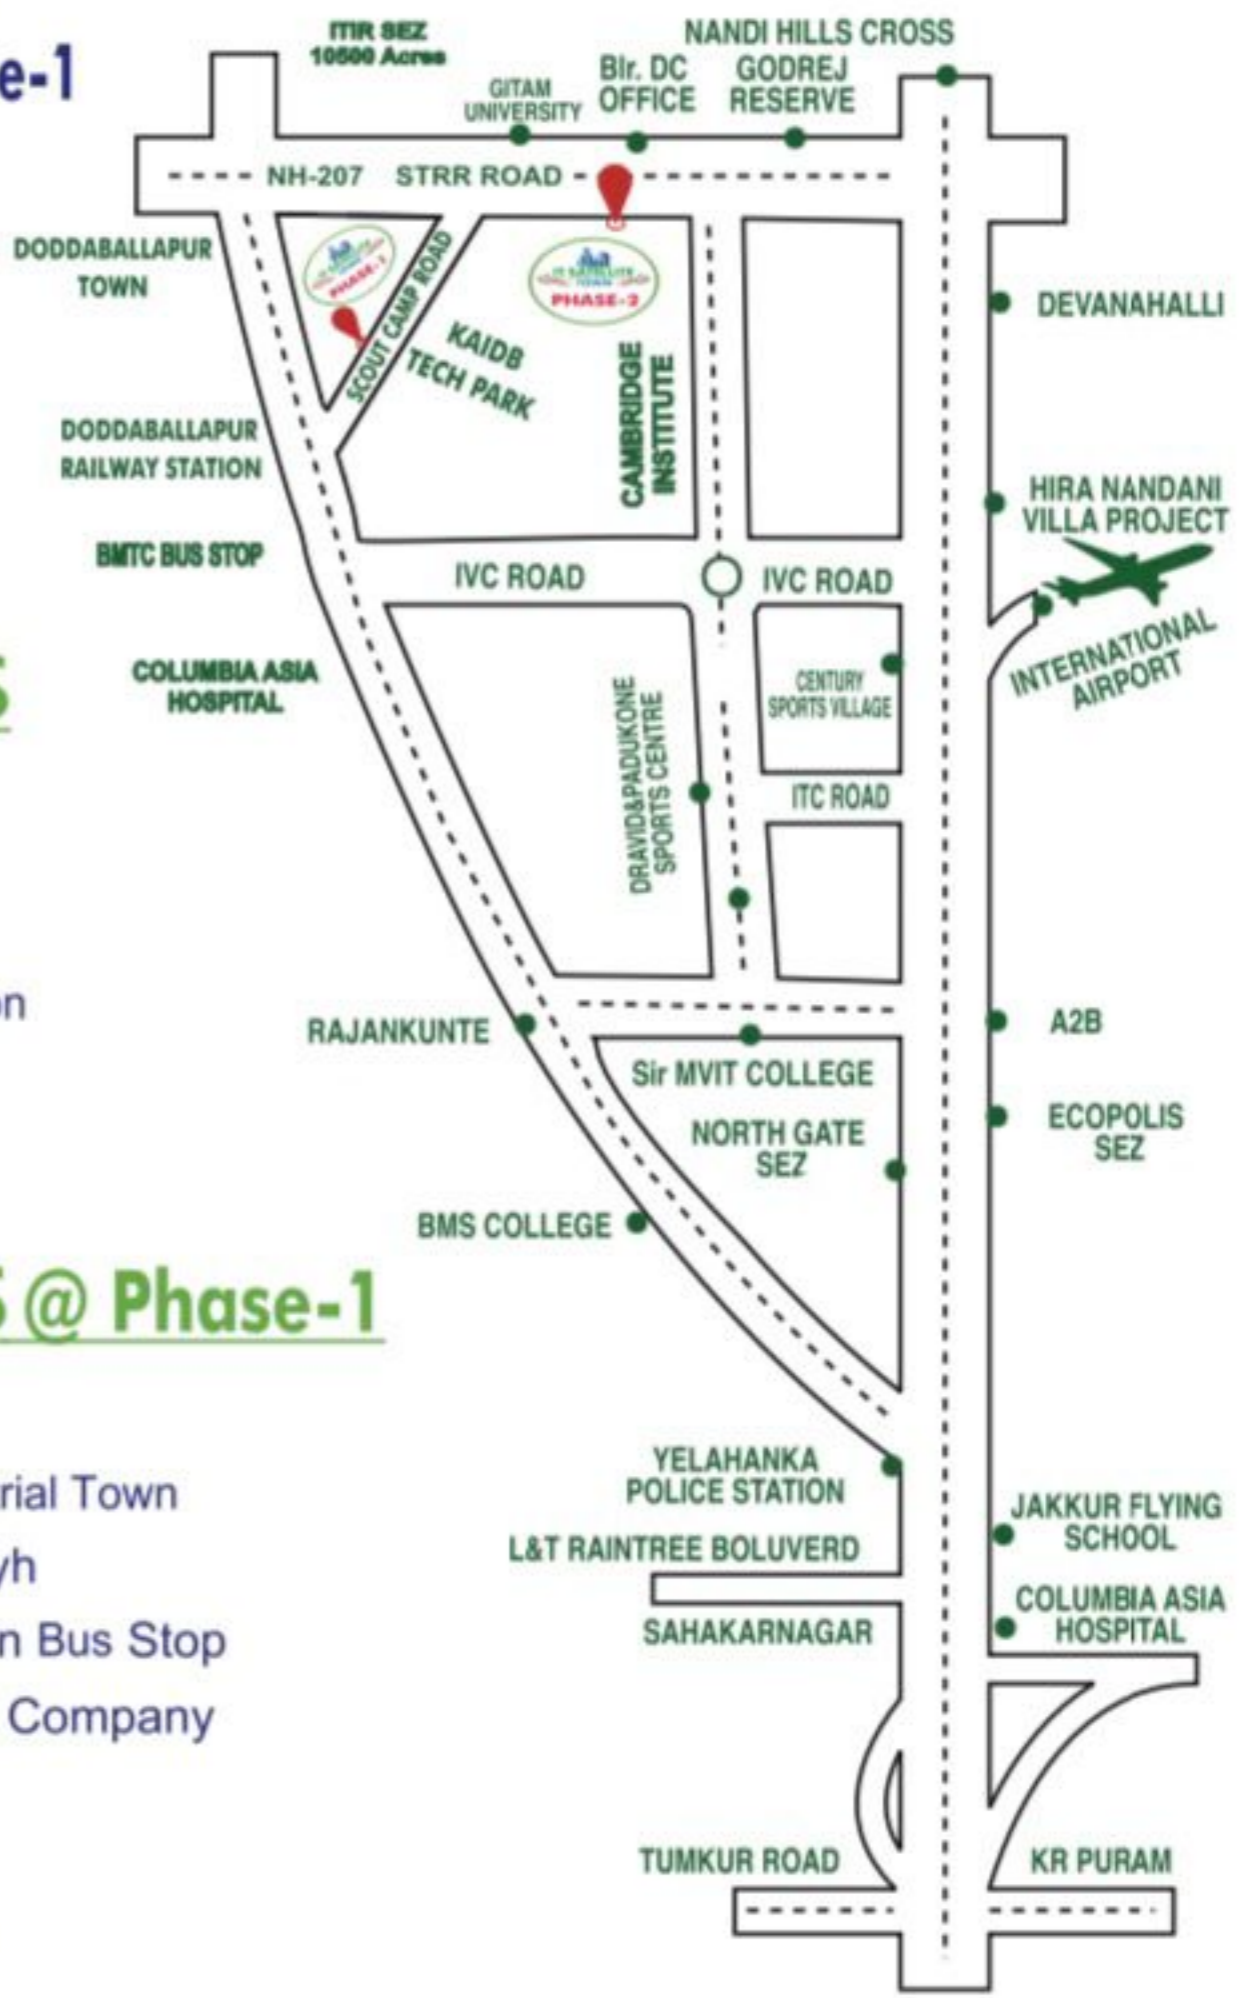 e-1
ITIR SEZ
10500 Acres
NANDI HILLS CROSS
GITAM
UNIVERSITY
Blr. DC
OFFICE
GODREJ
RESERVE
NH-207
STRR ROAD
DODDABALLAPUR
TOWN
PHASE-1
SCOUT CAMP ROAD
IT SATELLITE
TOWN
PHASE-2
KAIDB
TECH PARK
CAMBRIDGE
INSTITUTE
DEVANAHALLI
DODDABALLAPUR
RAILWAY STATION
HIRA NANDANI
VILLA PROJECT
BMTC BUS STOP
IVC ROAD
IVC ROAD
INTERNATIONAL
AIRPORT
COLUMBIA ASIA
HOSPITAL
S
DRAVID&PADUKONE
SPORTS CENTRE
CENTURY
SPORTS VILLAGE
ITC ROAD
on
RAJANKUNTE
A2B
Sir MVIT COLLEGE
NORTH GATE
SEZ
ECOPOLIS
SEZ
BMS COLLEGE
S @ Phase-1
YELAHANKA
POLICE STATION
rial Town
JAKKUR FLYING
SCHOOL
L&T RAINTREE BOLUVERD
yh
COLUMBIA ASIA
HOSPITAL
SAHAKARNAGAR
n Bus Stop
Company
TUMKUR ROAD
KR PURAM